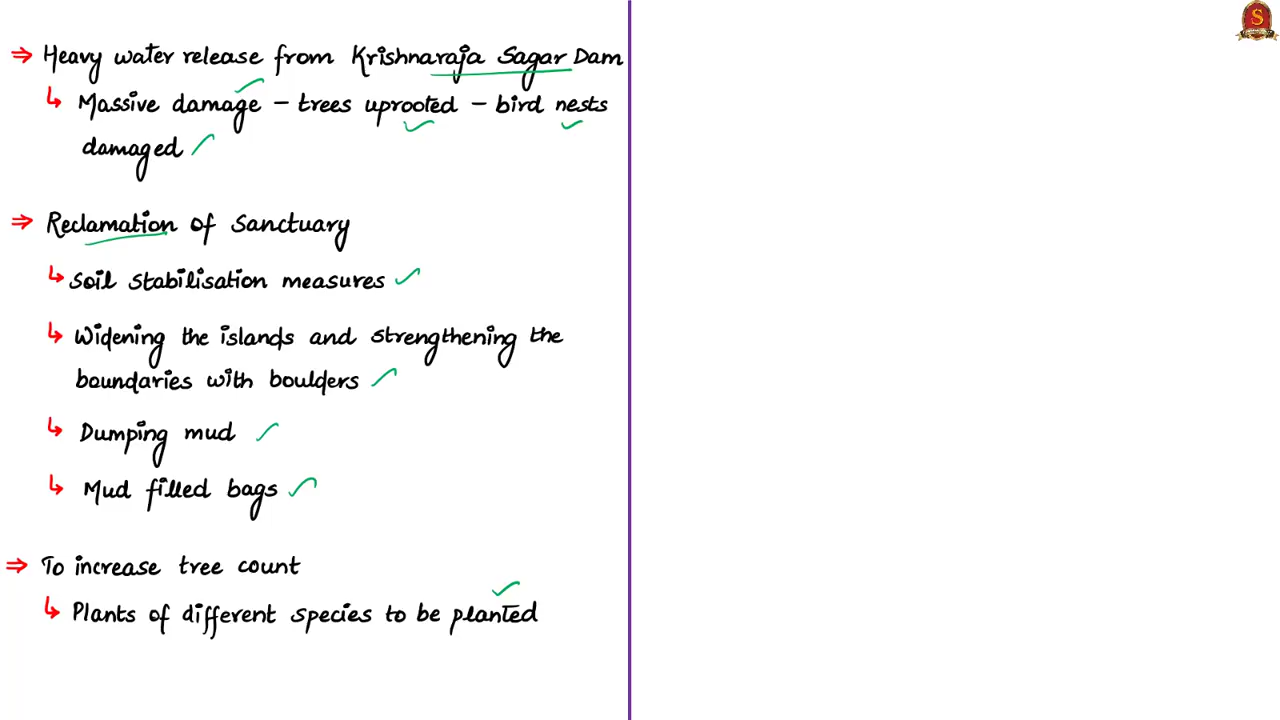 ⇒ Heavy water release from Krishnaraja Sagar Dam
↳ Massive damage – trees uprooted – bird nests
damaged
⇒ Reclamation of Sanctuary
↳ Soil stabilisation measures
↳ Widening the islands and strengthening the
boundaries with boulders
↳ Dumping mud
↳ Mud filled bags
⇒ To increase tree count
↳ Plants of different species to be planted
S